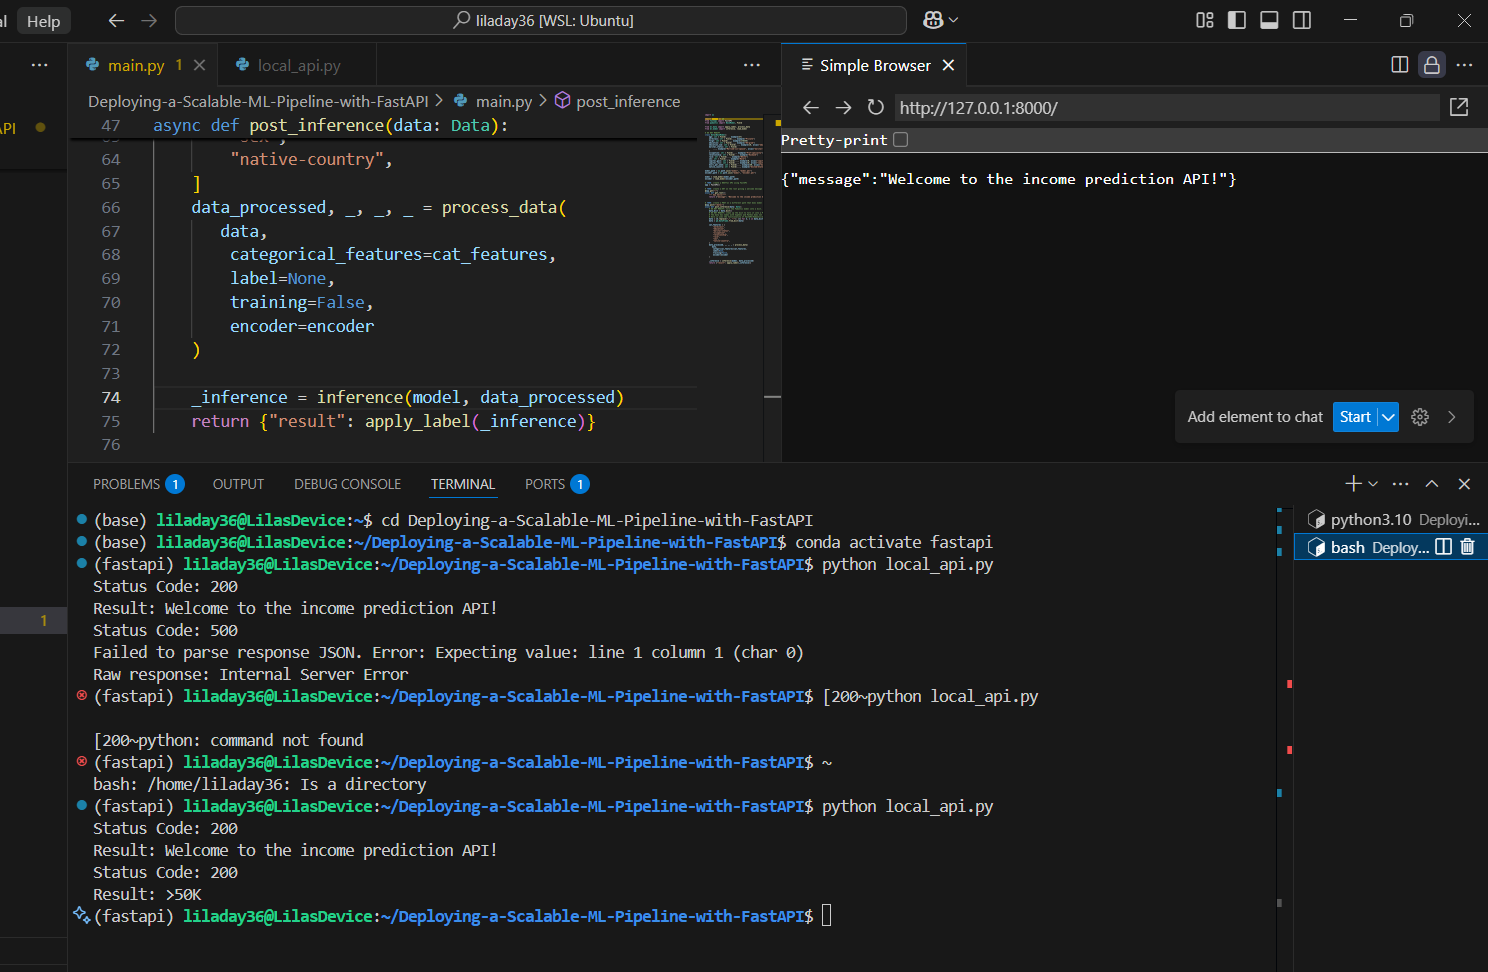 al Help
liladay36 [WSL: Ubuntu]
API
1
main.py 1
local_api.py
Deploying-a-Scalable-ML-Pipeline-with-FastAPI > main.py > post_inference
47 async def post_inference(data: Data):
64 "native-country",
65 ]
66 data_processed, _, _, _ = process_data(
67 data,
68 categorical_features=cat_features,
69 label=None,
70 training=False,
71 encoder=encoder
72 )
73
74 _inference = inference(model, data_processed)
75 return {"result": apply_label(_inference)}
76
Simple Browser
http://127.0.0.1:8000/
Pretty-print
{"message":"Welcome to the income prediction API!"}
Add element to chat Start
PROBLEMS 1 OUTPUT DEBUG CONSOLE TERMINAL PORTS 1
(base) liladay36@LilasDevice:~$ cd Deploying-a-Scalable-ML-Pipeline-with-FastAPI
(base) liladay36@LilasDevice:~/Deploying-a-Scalable-ML-Pipeline-with-FastAPI$ conda activate fastapi
(fastapi) liladay36@LilasDevice:~/Deploying-a-Scalable-ML-Pipeline-with-FastAPI$ python local_api.py
Status Code: 200
Result: Welcome to the income prediction API!
Status Code: 500
Failed to parse response JSON. Error: Expecting value: line 1 column 1 (char 0)
Raw response: Internal Server Error
(fastapi) liladay36@LilasDevice:~/Deploying-a-Scalable-ML-Pipeline-with-FastAPI$ [200~python local_api.py
[200~python: command not found
(fastapi) liladay36@LilasDevice:~/Deploying-a-Scalable-ML-Pipeline-with-FastAPI$ ~
bash: /home/liladay36: Is a directory
(fastapi) liladay36@LilasDevice:~/Deploying-a-Scalable-ML-Pipeline-with-FastAPI$ python local_api.py
Status Code: 200
Result: Welcome to the income prediction API!
Status Code: 200
Result: >50K
(fastapi) liladay36@LilasDevice:~/Deploying-a-Scalable-ML-Pipeline-with-FastAPI$
python3.10 Deployi...
bash Deploy...